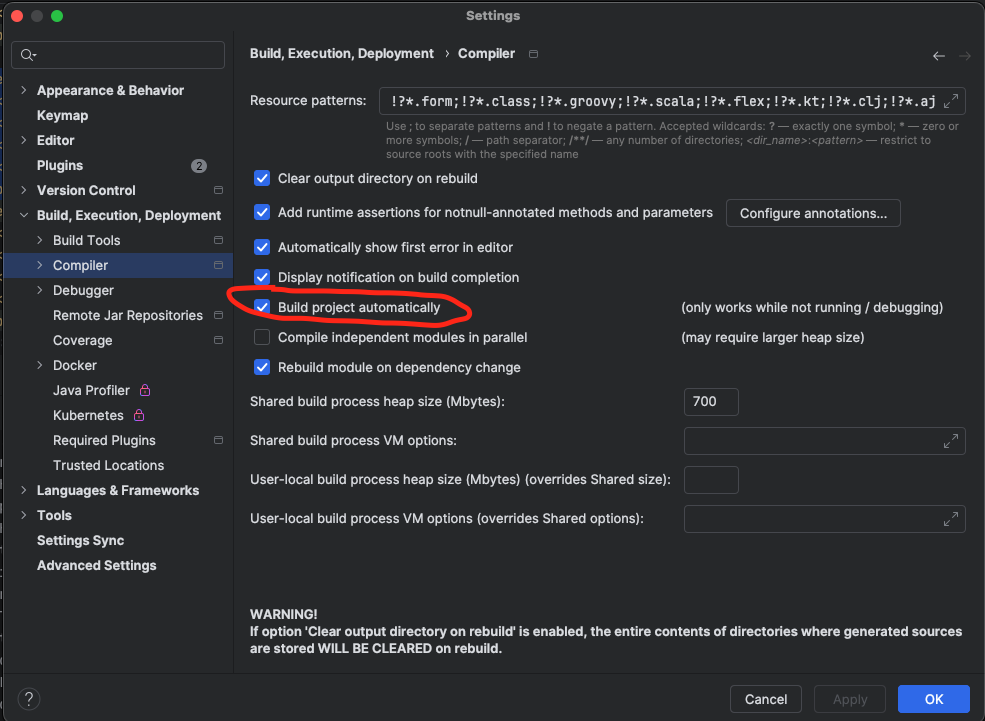 Settings
Appearance & Behavior
Keymap
Editor
Plugins 2
Version Control
Build, Execution, Deployment
Build Tools
Compiler
Debugger
Remote Jar Repositories
Coverage
Docker
Java Profiler
Kubernetes
Required Plugins
Trusted Locations
Languages & Frameworks
Tools
Settings Sync
Advanced Settings
?
Build, Execution, Deployment › Compiler
Resource patterns: !?*.form;!?*.class;!?*.groovy;!?*.scala;!?*.flex;!?*.kt;!?*.clj;!?*.aj
Use ; to separate patterns and ! to negate a pattern. Accepted wildcards: ? — exactly one symbol; * — zero or
more symbols; / — path separator; /**/ — any number of directories; <dir_name>:<pattern> — restrict to
source roots with the specified name
Clear output directory on rebuild
Add runtime assertions for notnull-annotated methods and parameters Configure annotations...
Automatically show first error in editor
Display notification on build completion
Build project automatically (only works while not running / debugging)
Compile independent modules in parallel (may require larger heap size)
Rebuild module on dependency change
Shared build process heap size (Mbytes): 700
Shared build process VM options:
User-local build process heap size (Mbytes) (overrides Shared size):
User-local build process VM options (overrides Shared options):
WARNING!
If option 'Clear output directory on rebuild' is enabled, the entire contents of directories where generated sources
are stored WILL BE CLEARED on rebuild.
Cancel Apply OK